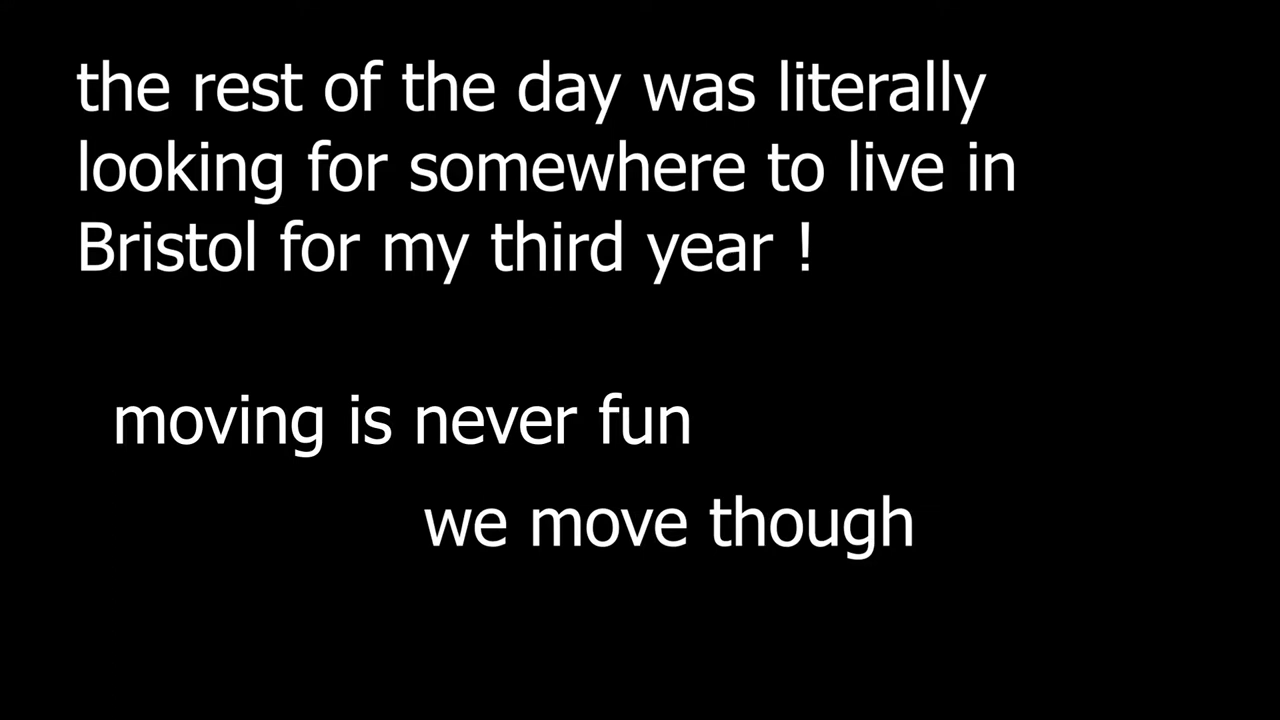 the rest of the day was literally
looking for somewhere to live in
Bristol for my third year !
moving is never fun
we move though